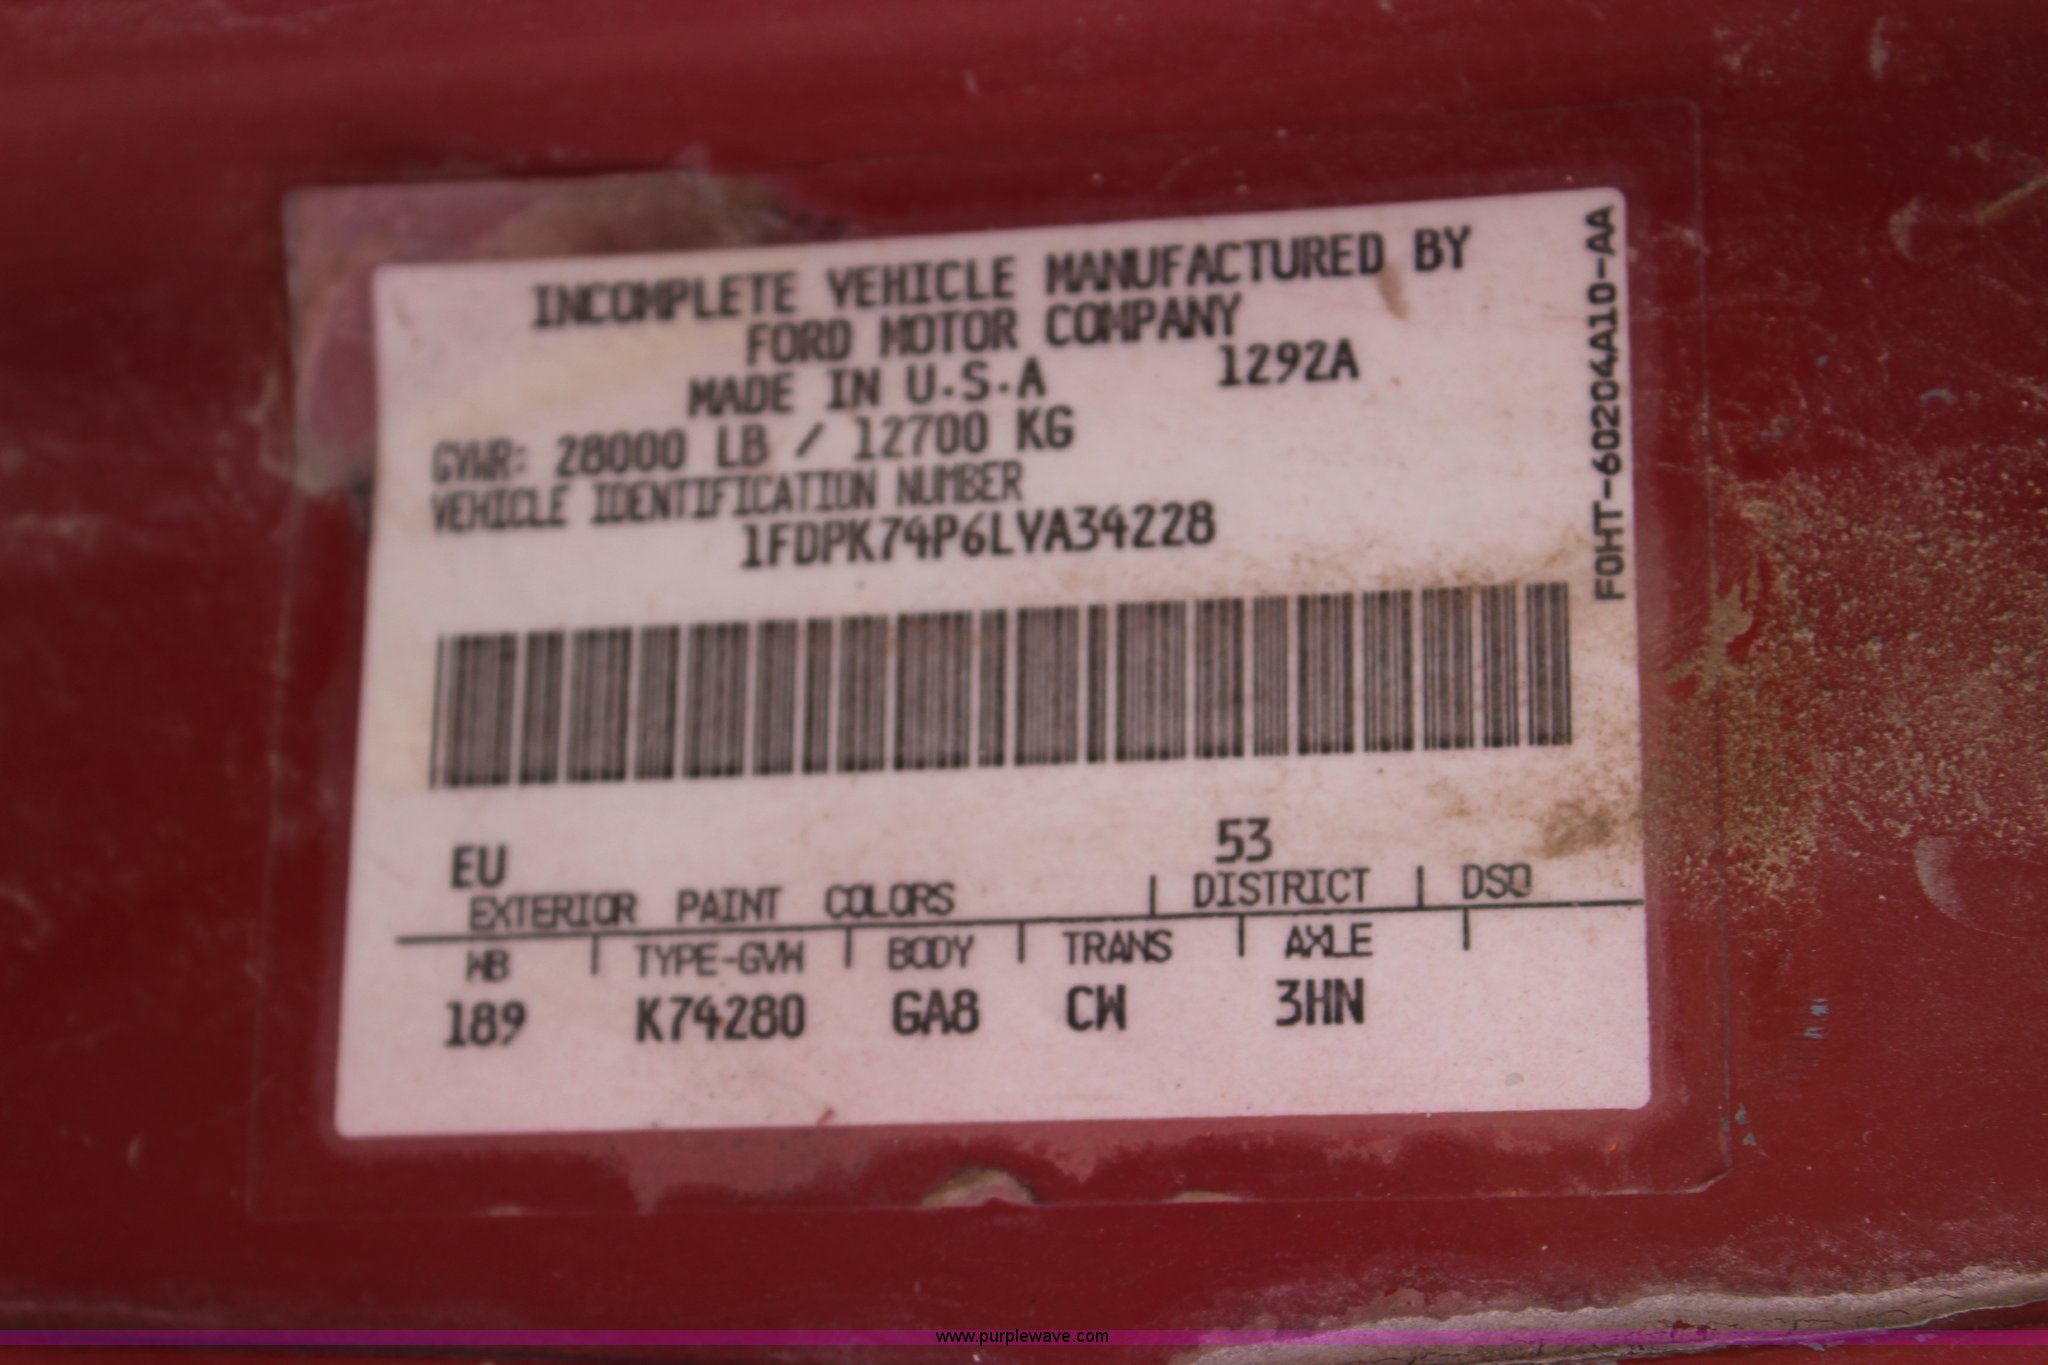 INCOMPLETE VEHICLE MANUFACTURED BY
FORD MOTOR COMPANY
MADE IN U.S.A 1292A
GVWR: 28000 LB / 12700 KG
VEHICLE IDENTIFICATION NUMBER
1FDPK74P6LVA34228
F0HT-60204A10-AA
EU 53
EXTERIOR PAINT COLORS DISTRICT DSO
WB TYPE-GVW BODY TRANS AXLE
189 K74280 GA8 CW 3HN
www.purplewave.com